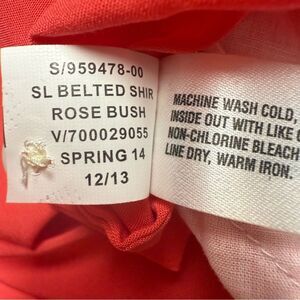 S/959478-00
SL BELTED SHIR
ROSE BUSH
V/700029055
SPRING 14
12/13
MACHINE WASH COLD,
INSIDE OUT WITH LIKE
NON-CHLORINE BLEACH
LINE DRY, WARM IRON.